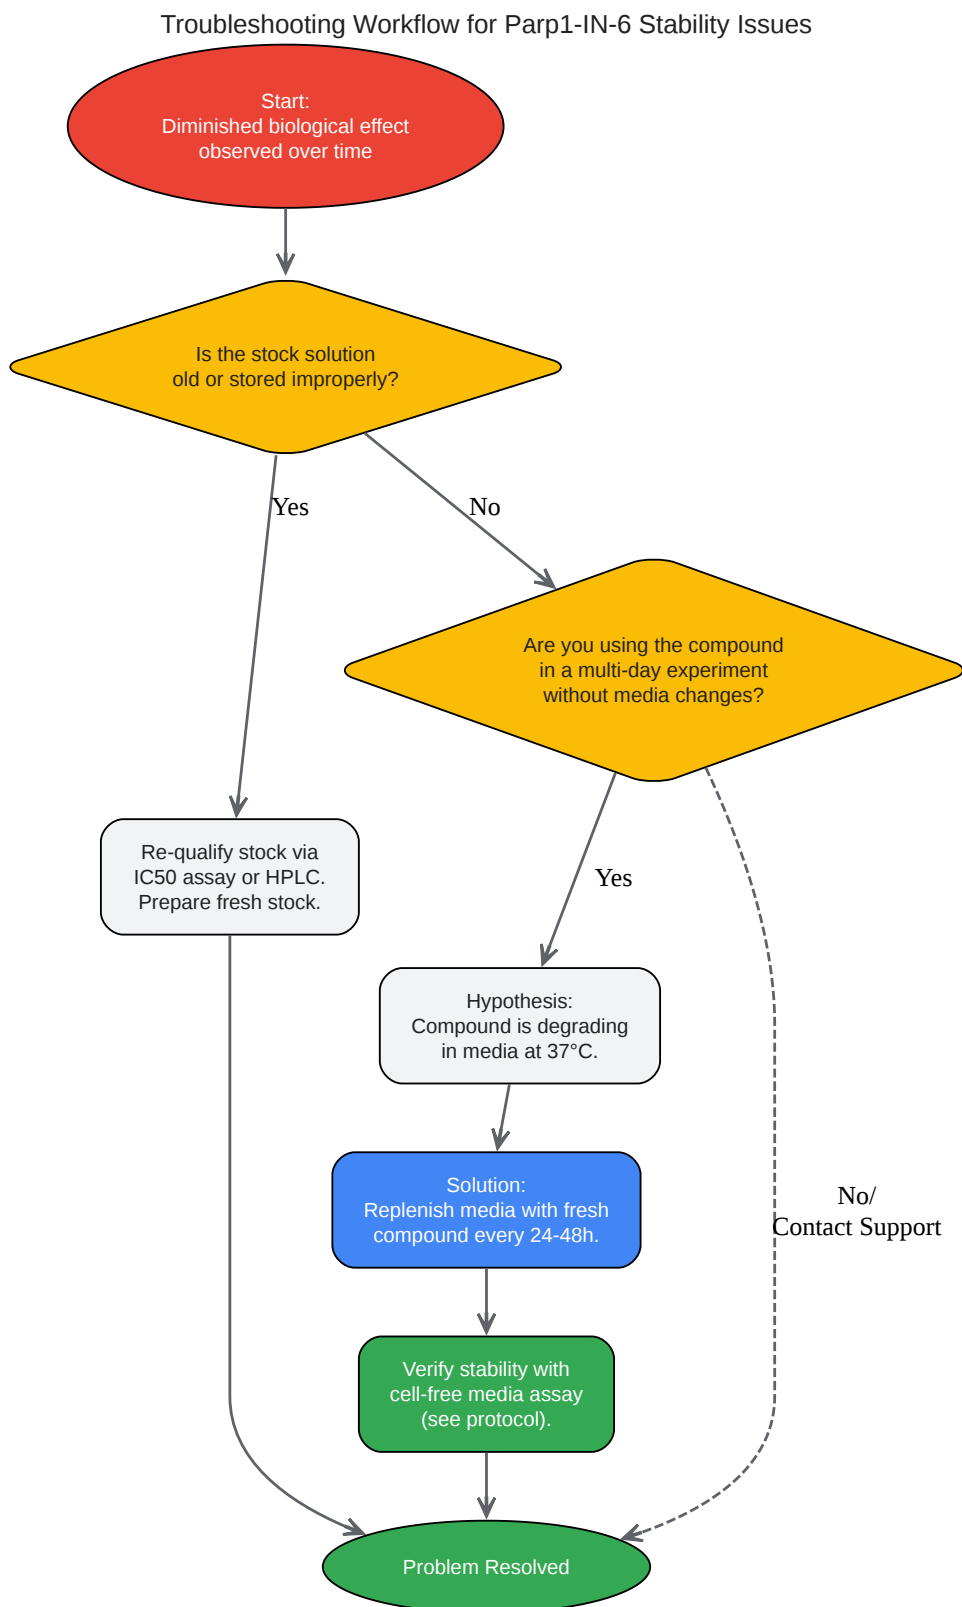 Troubleshooting Workflow for Parp1-IN-6 Stability Issues
Start:
Diminished biological effect
observed over time
Is the stock solution
old or stored improperly?
Yes
No
Are you using the compound
in a multi-day experiment
without media changes?
Re-qualify stock via
IC50 assay or HPLC.
Prepare fresh stock.
Yes
Hypothesis:
Compound is degrading
in media at 37°C.
Solution:
Replenish media with fresh
compound every 24-48h.
No/
Contact Support
Verify stability with
cell-free media assay
(see protocol).
Problem Resolved